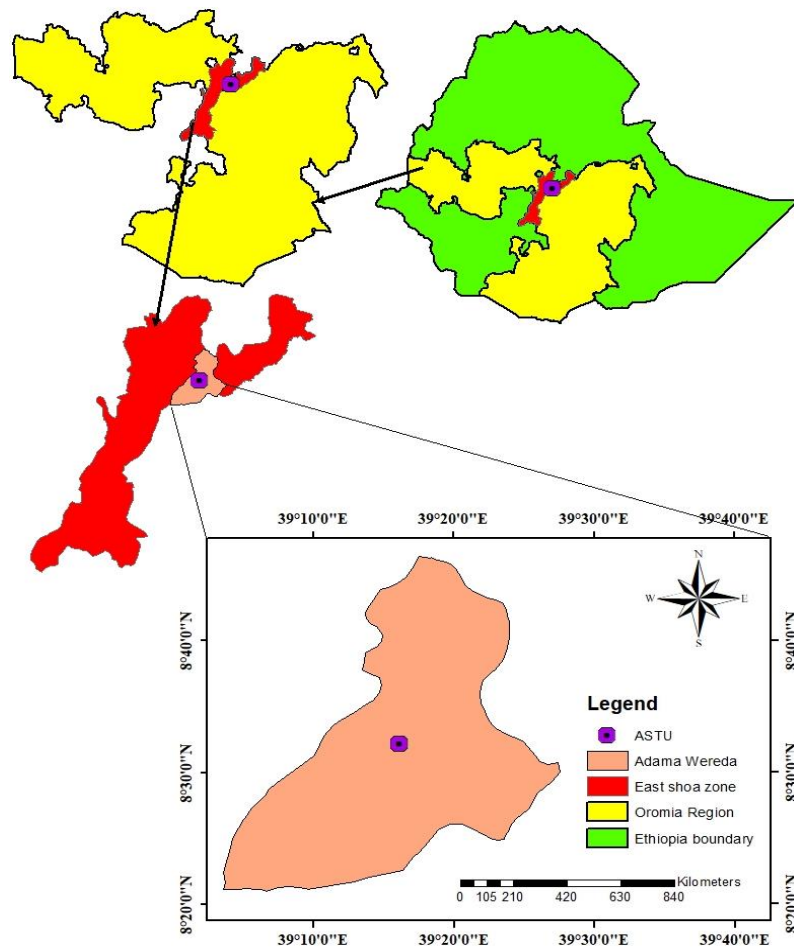 39°10'0"E 39°20'0"E 39°30'0"E 39°40'0"E
N
W E
S
8°40'0"N 8°40'0"N
Legend
ASTU
Adama Wereda
East shoa zone
Oromia Region
Ethiopia boundary
8°30'0"N 8°30'0"N
Kilometers
0 105 210 420 630 840
8°20'0"N 8°20'0"N
39°10'0"E 39°20'0"E 39°30'0"E 39°40'0"E